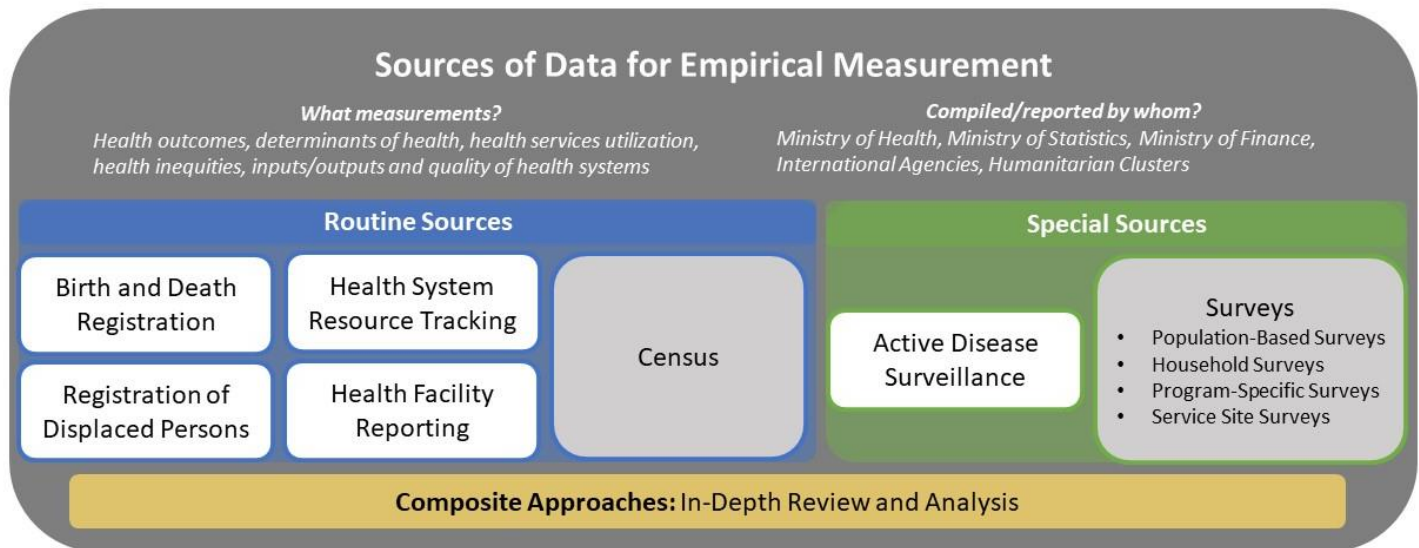 Sources of Data for Empirical Measurement
What measurements?
Health outcomes, determinants of health, health services utilization,
health inequities, inputs/outputs and quality of health systems
Compiled/reported by whom?
Ministry of Health, Ministry of Statistics, Ministry of Finance,
International Agencies, Humanitarian Clusters
Routine Sources
Birth and Death
Registration
Health System
Resource Tracking
Registration of
Displaced Persons
Health Facility
Reporting
Census
Special Sources
Active Disease
Surveillance
Surveys
• Population-Based Surveys
• Household Surveys
• Program-Specific Surveys
• Service Site Surveys
Composite Approaches: In-Depth Review and Analysis